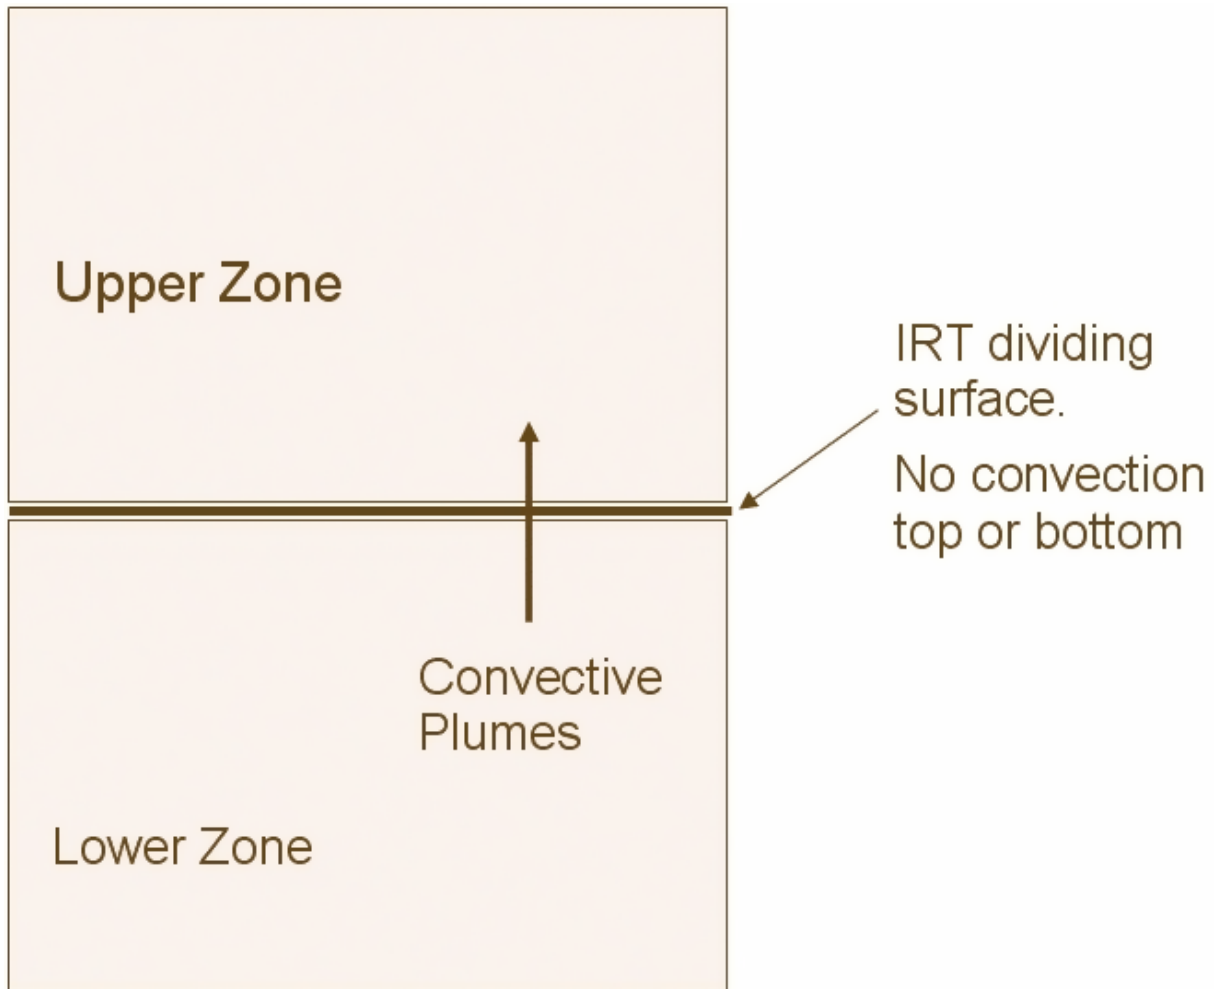 Upper Zone
IRT dividing
surface.
No convection
top or bottom
Convective
Plumes
Lower Zone